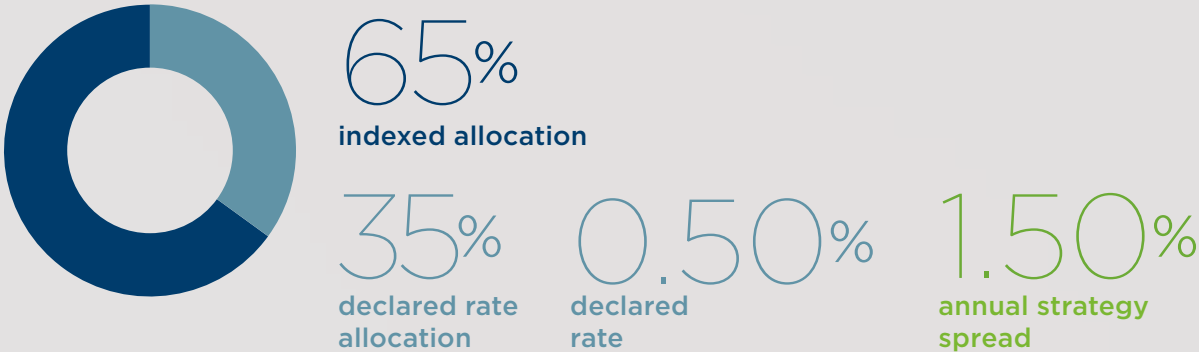 65%
indexed allocation
35%
declared rate
allocation
0.50%
declared
rate
1.50%
annual strategy
spread